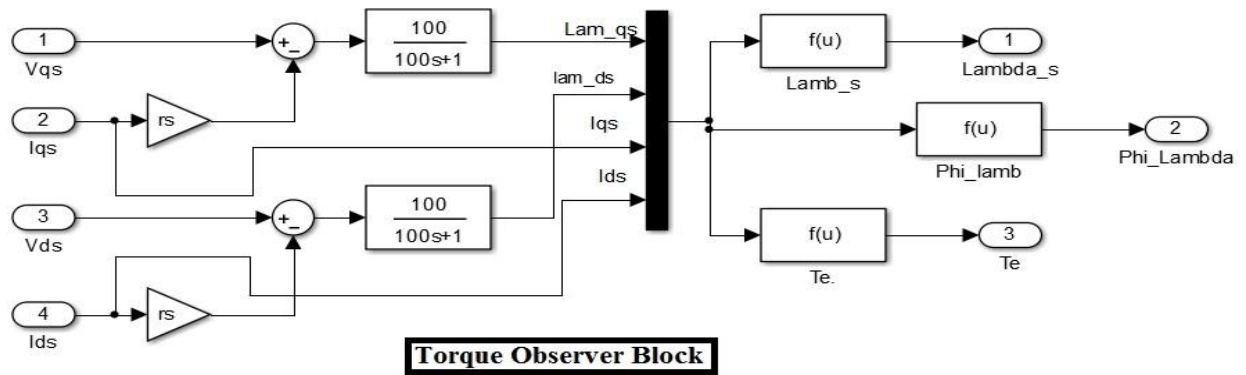 1
Vqs
+
−
100
100s+1
Lam_qs
f(u)
Lamb_s
1
Lambda_s
2
Iqs
rs
lam_ds
Iqs
f(u)
Phi_lamb
2
Phi_Lambda
Ids
3
Vds
+
−
100
100s+1
f(u)
Te.
3
Te
4
Ids
rs
Torque Observer Block